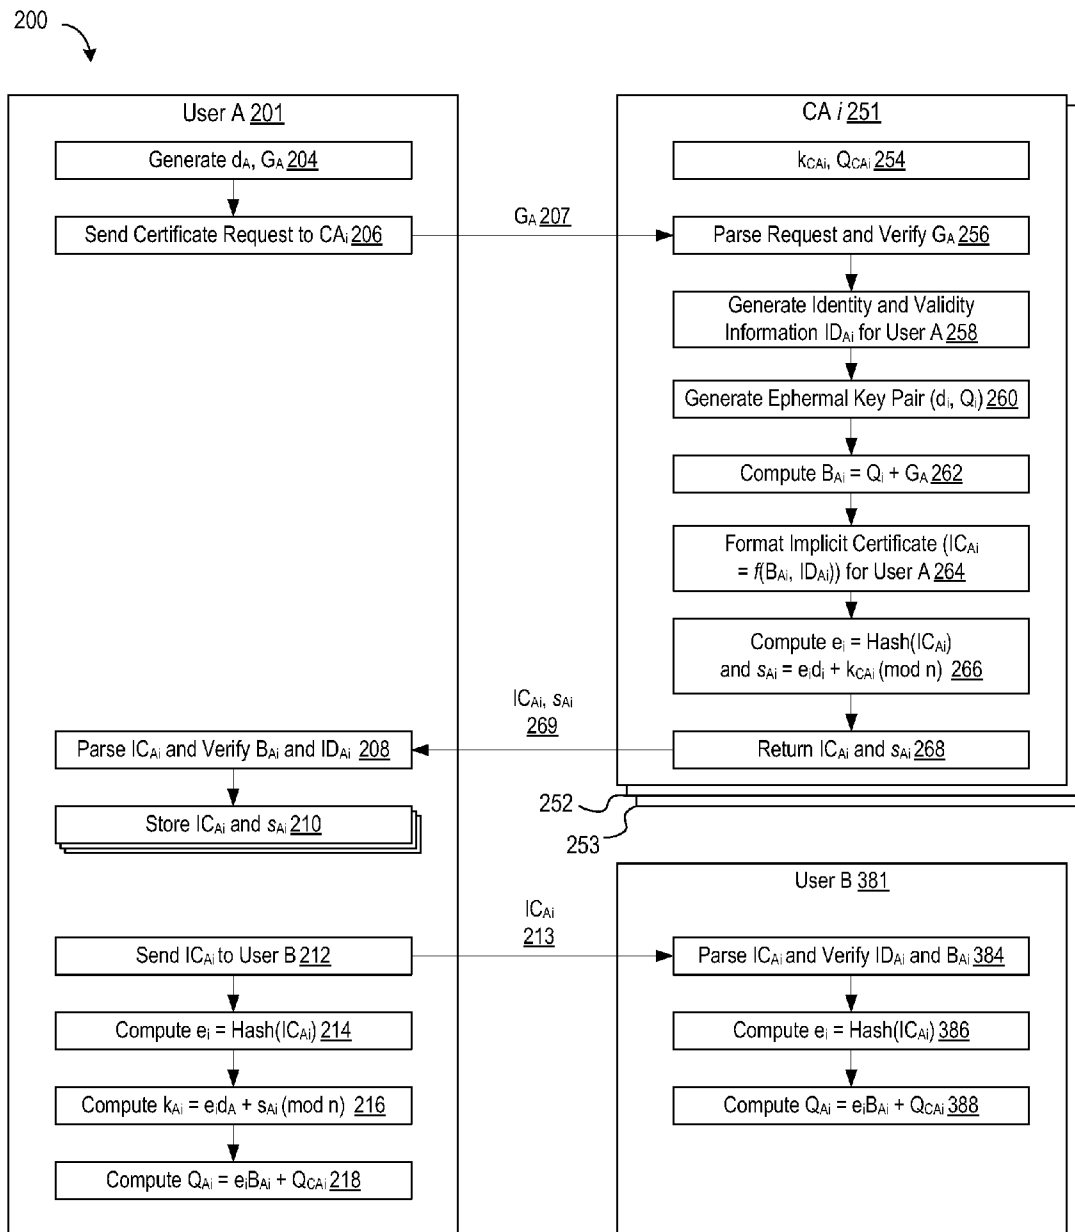 200
User A 201
Generate dA, GA 204
Send Certificate Request to CAi 206
GA 207
CA i 251
kCAi, QCAi 254
Parse Request and Verify GA 256
Generate Identity and Validity
Information IDAi for User A 258
Generate Ephermal Key Pair (di, Qi) 260
Compute BAi = Qi + GA 262
Format Implicit Certificate (ICAi
= f(BAi, IDAi)) for User A 264
Compute ei = Hash(ICAi)
and sAi = eidi + kCAi (mod n) 266
Return ICAi and sAi 268
ICAi, sAi
269
Parse ICAi and Verify BAi and IDAi 208
Store ICAi and sAi 210
252
253
Send ICAi to User B 212
Compute ei = Hash(ICAi) 214
Compute kAi = eidA + sAi (mod n) 216
Compute QAi = eiBAi + QCAi 218
ICAi
213
User B 381
Parse ICAi and Verify IDAi and BAi 384
Compute ei = Hash(ICAi) 386
Compute QAi = eiBAi + QCAi 388